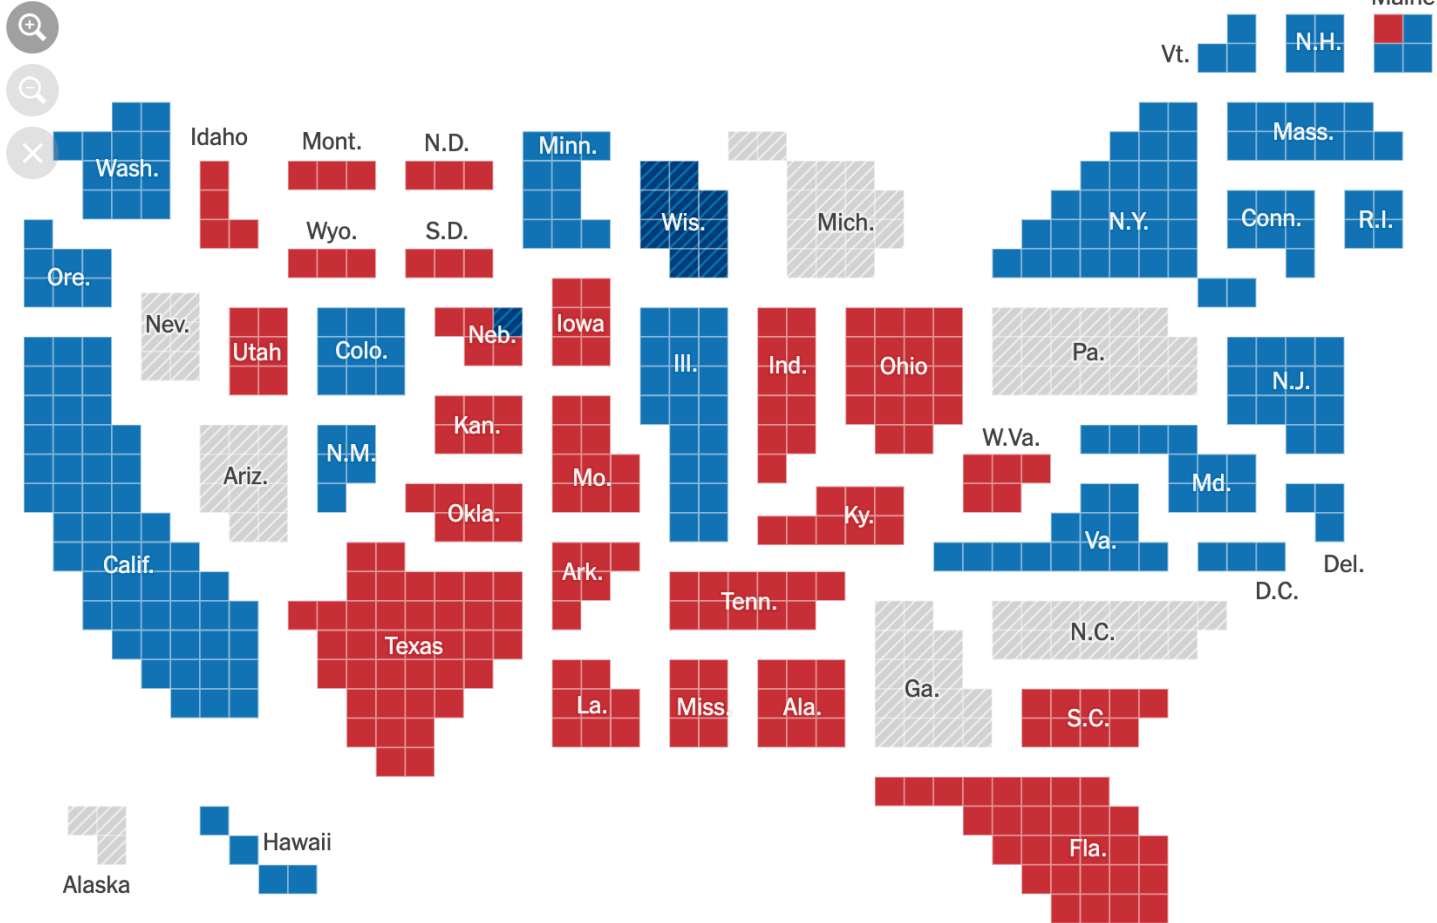 Maine
Vt.
N.H.
Mass.
Idaho
Mont.
N.D.
Minn.
Wash.
Wis.
Mich.
N.Y.
Conn.
R.I.
Wyo.
S.D.
Ore.
Nev.
Utah
Colo.
Neb.
Iowa
Ill.
Ind.
Ohio
Pa.
N.J.
Kan.
W.Va.
N.M.
Ariz.
Mo.
Md.
Okla.
Ky.
Va.
Del.
Calif.
Ark.
D.C.
Tenn.
N.C.
Texas
Ga.
La.
Miss.
Ala.
S.C.
Hawaii
Fla.
Alaska